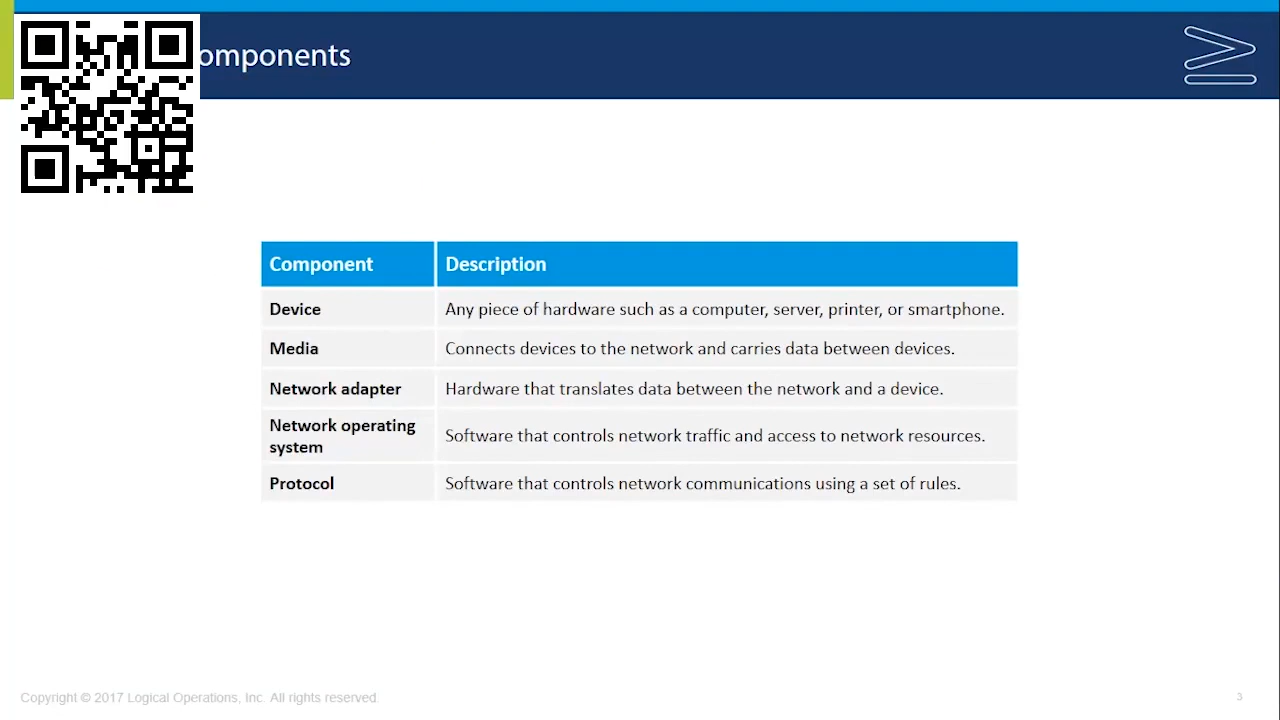 omponents
Component Description
Device Any piece of hardware such as a computer, server, printer, or smartphone.
Media Connects devices to the network and carries data between devices.
Network adapter Hardware that translates data between the network and a device.
Network operating
system Software that controls network traffic and access to network resources.
Protocol Software that controls network communications using a set of rules.
Copyright © 2017 Logical Operations, Inc. All rights reserved. 3